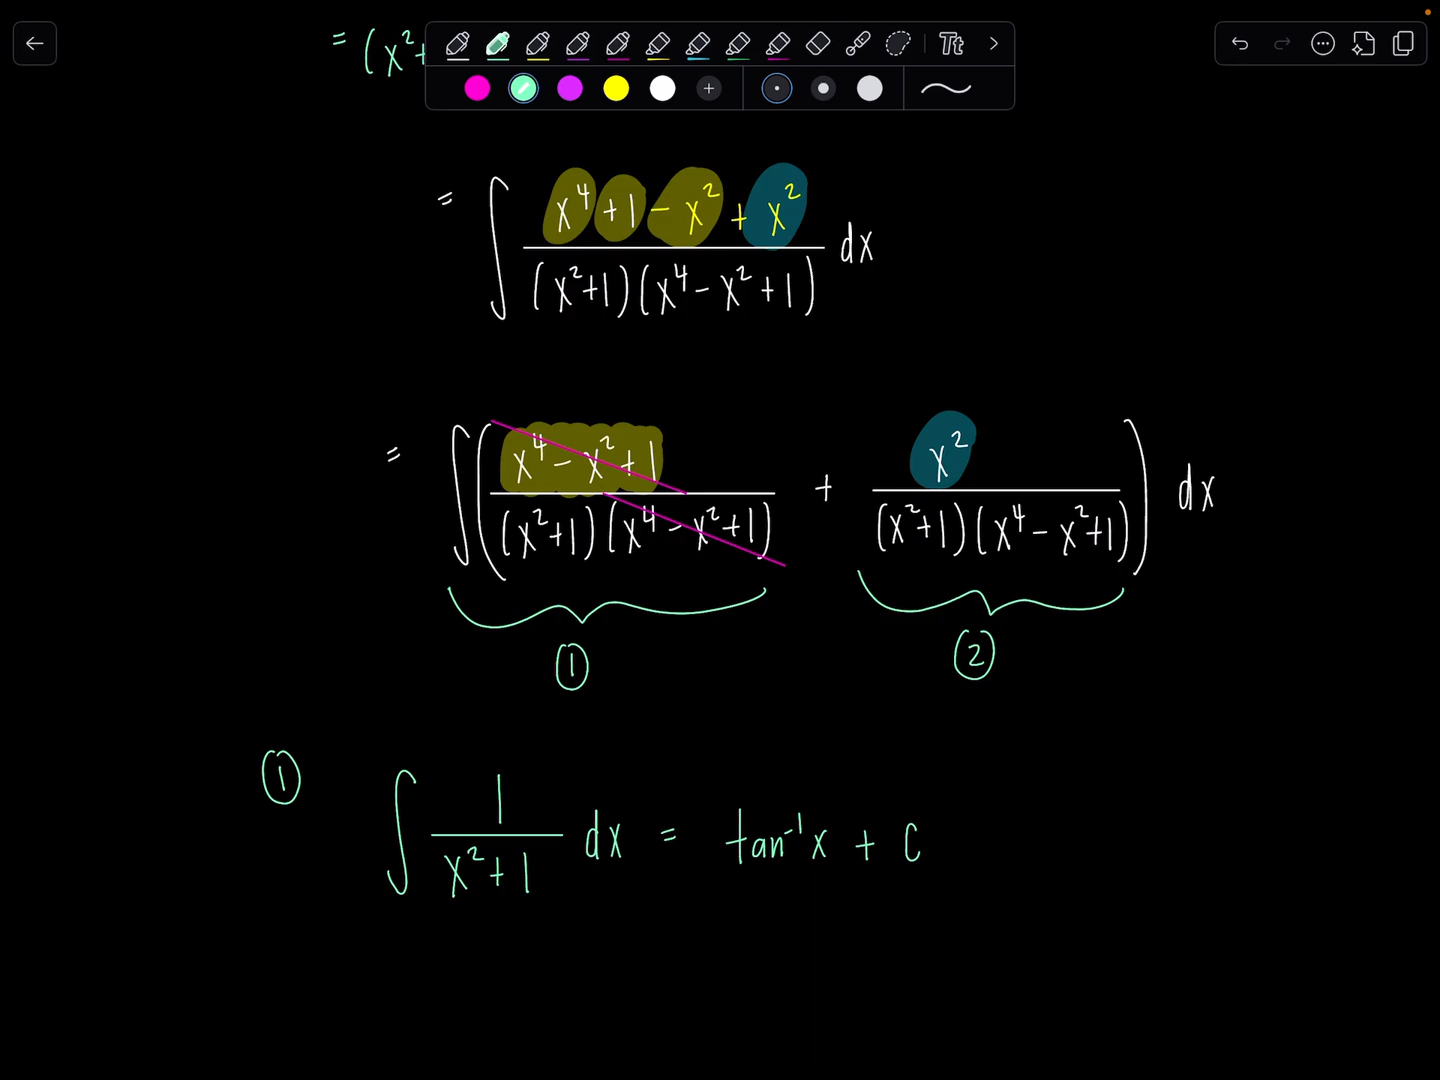 = (x²+
Tt
= ∫ (x⁴ + 1 − x² + x²) / ((x²+1)(x⁴ − x² + 1)) dx
= ∫ ( (x⁴ − x² + 1) / ((x²+1)(x⁴ − x² + 1)) + x² / ((x²+1)(x⁴ − x² + 1)) ) dx
① ②
① ∫ 1 / (x² + 1) dx = tan⁻¹x + C